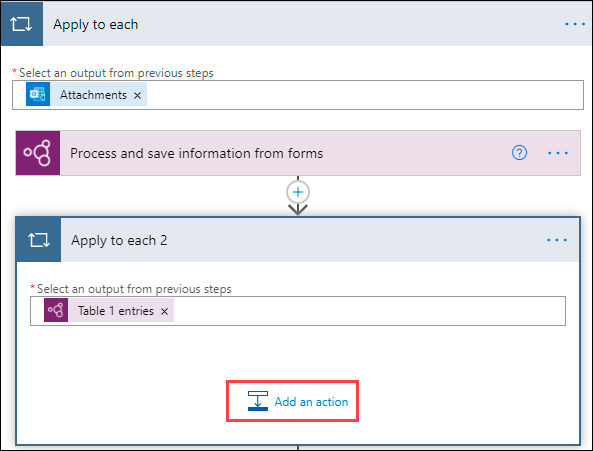 Apply to each
* Select an output from previous steps
Attachments ×
Process and save information from forms ?
Apply to each 2
* Select an output from previous steps
Table 1 entries ×
Add an action